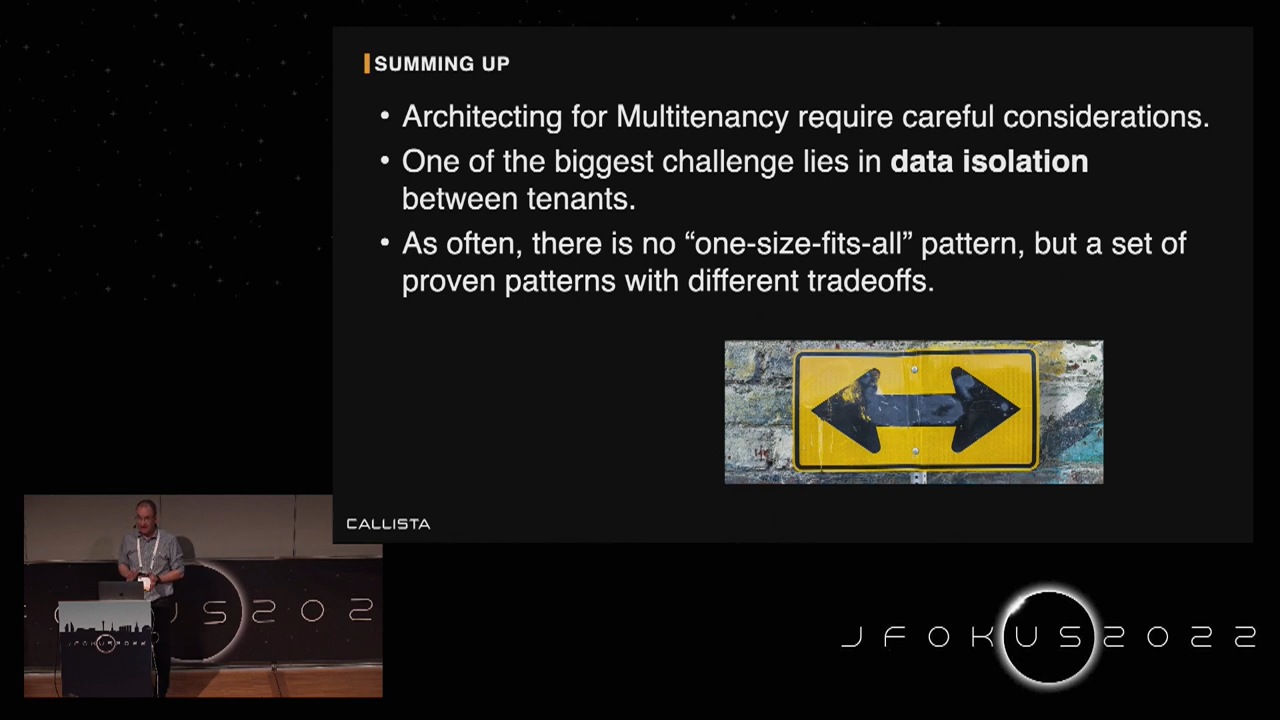 SUMMING UP
• Architecting for Multitenancy require careful considerations.
• One of the biggest challenge lies in data isolation
between tenants.
• As often, there is no “one-size-fits-all” pattern, but a set of
proven patterns with different tradeoffs.
CALLISTA
US202
JFOKUS2022
JFOKUS2022